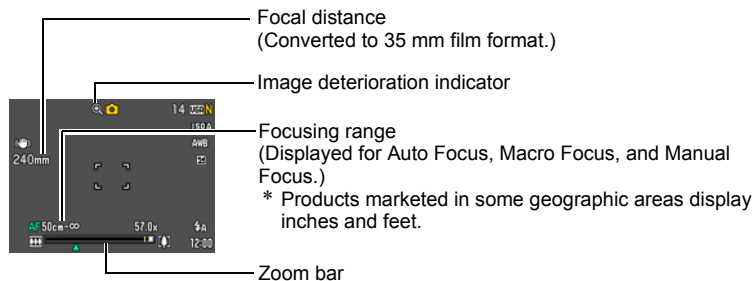 Focal distance
(Converted to 35 mm film format.)
Image deterioration indicator
14 VGA N
ISO A
Focusing range
AWB
(Displayed for Auto Focus, Macro Focus, and Manual
240mm
Focus.)
* Products marketed in some geographic areas display
inches and feet.
AF 50cm-∞ 57.0x A
12:00
Zoom bar